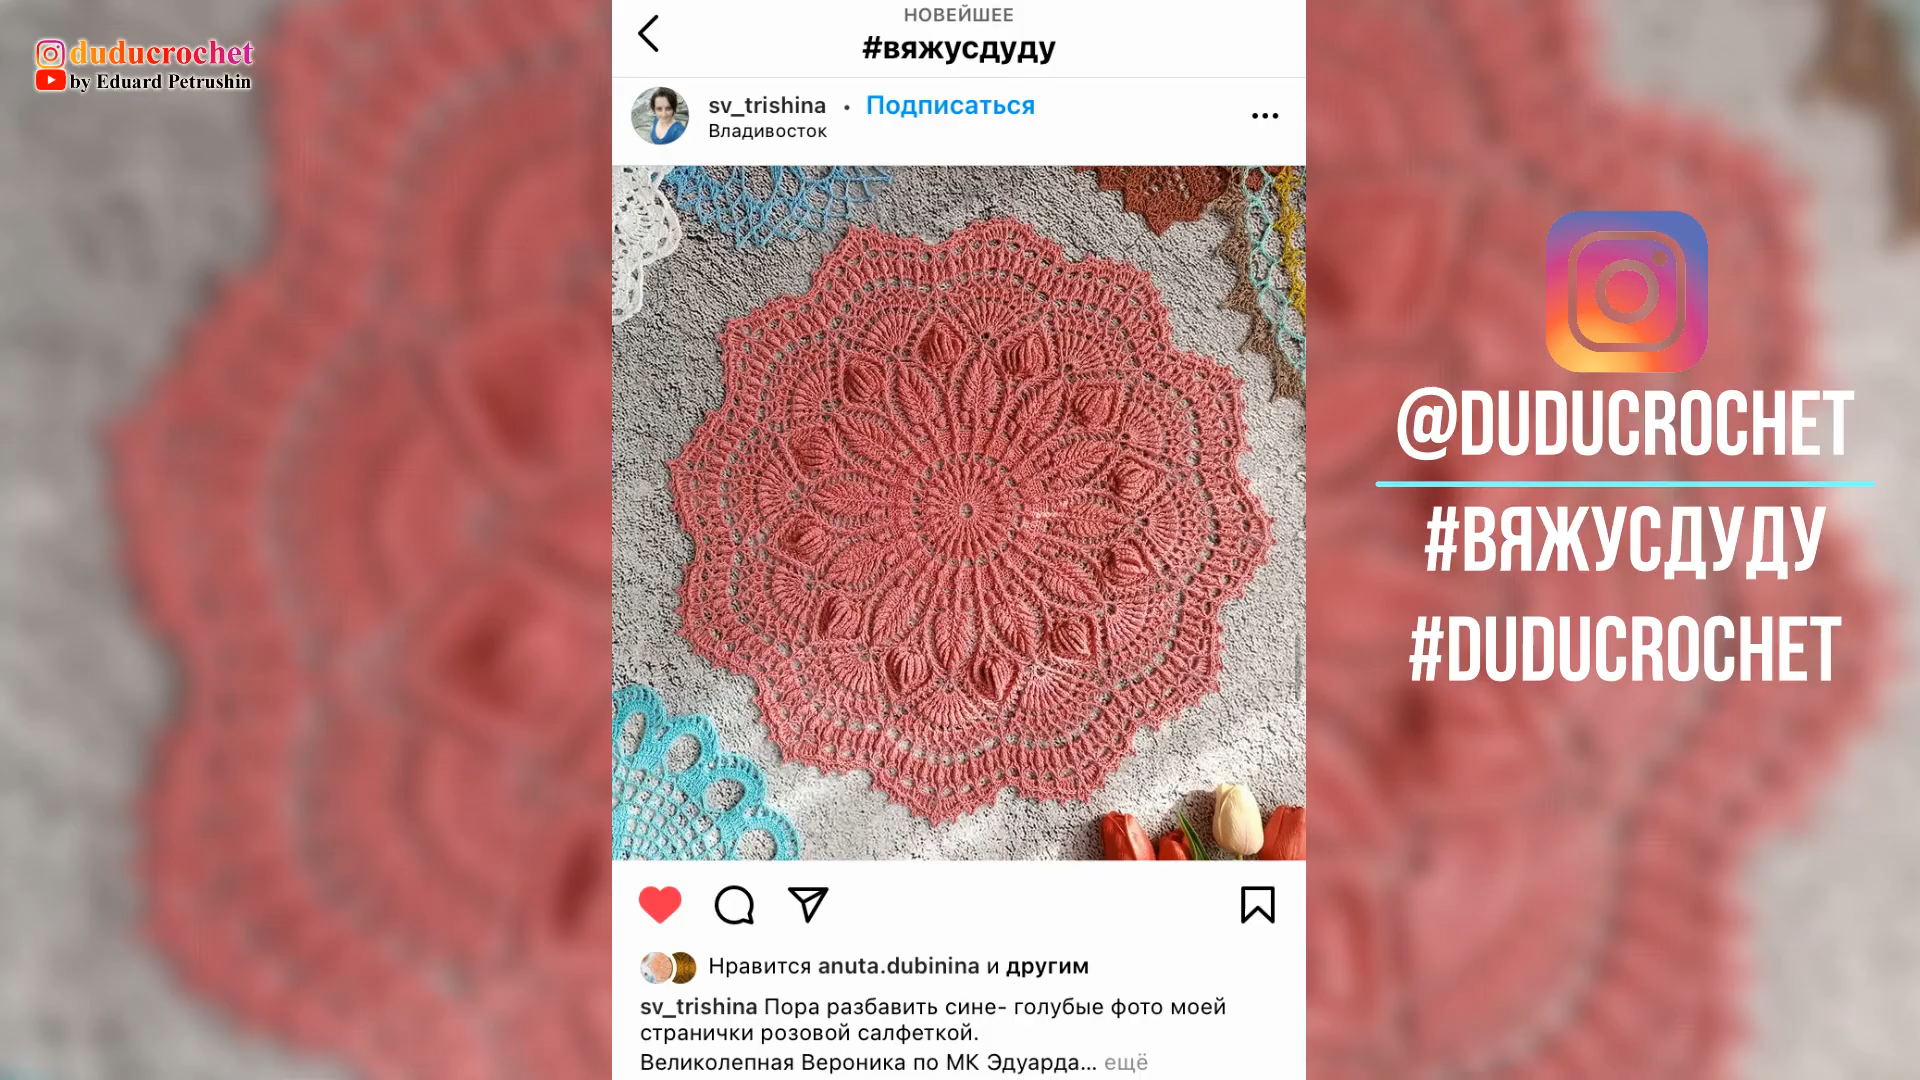 duducrochet
by Eduard Petrushin
НОВЕЙШЕЕ
#вяжусдуду
sv_trishina • Подписаться
Владивосток
@DUDUCROCHET
#ВЯЖУСДУДУ
#DUDUCROCHET
Нравится anuta.dubinina и другим
sv_trishina Пора разбавить сине- голубые фото моей
странички розовой салфеткой.
Великолепная Вероника по МК Эдуарда... ещё